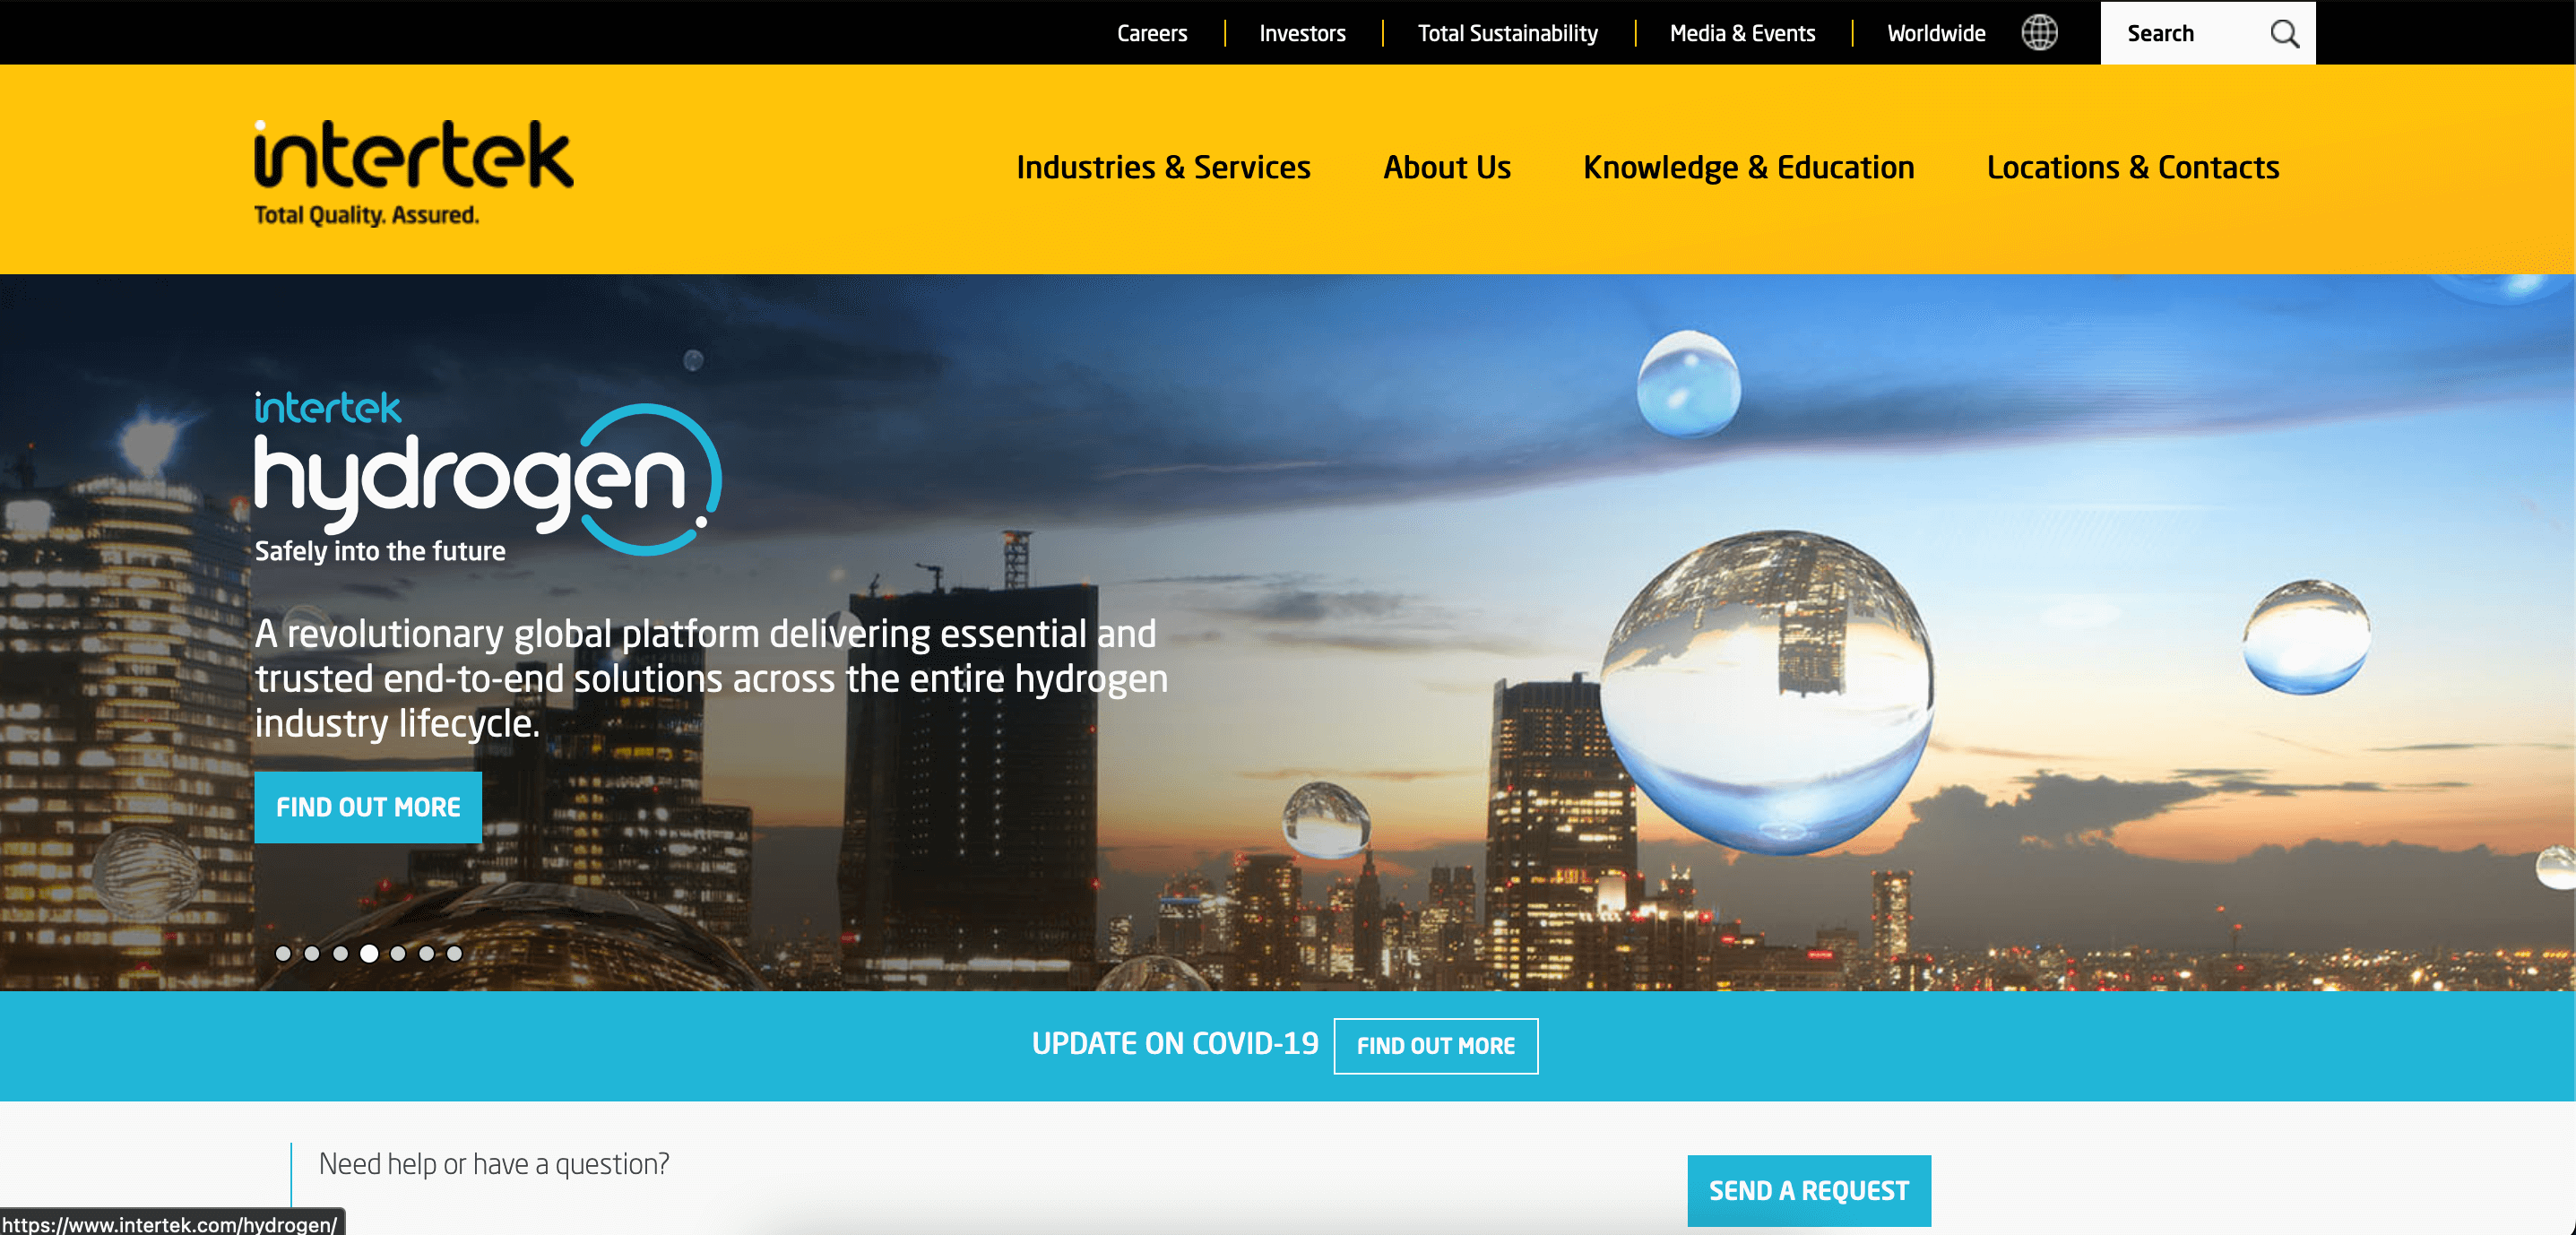 Careers
Investors
Total Sustainability
Media & Events
Worldwide
Search
intertek
Total Quality. Assured.
Industries & Services
About Us
Knowledge & Education
Locations & Contacts
intertek
hydrogen
Safely into the future
A revolutionary global platform delivering essential and
trusted end-to-end solutions across the entire hydrogen
industry lifecycle.
FIND OUT MORE
UPDATE ON COVID-19
FIND OUT MORE
Need help or have a question?
SEND A REQUEST
https://www.intertek.com/hydrogen/